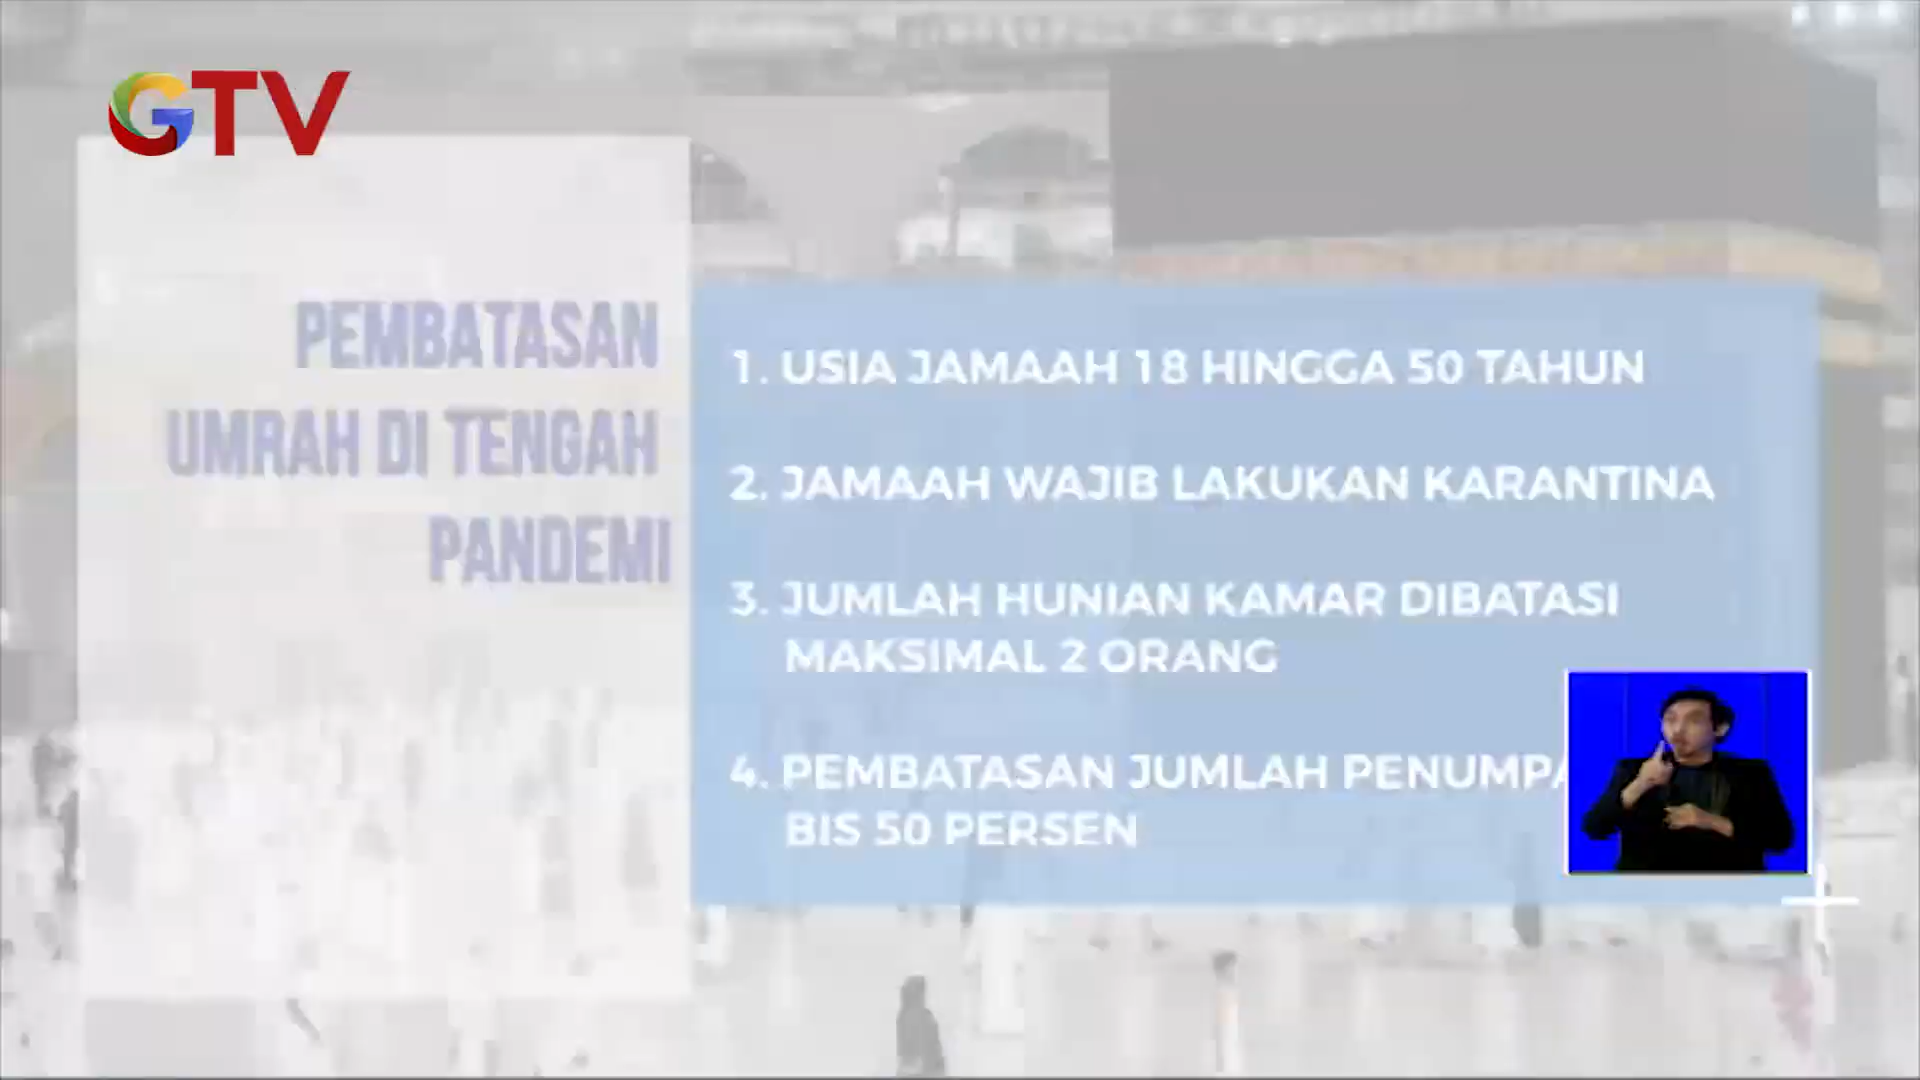 GTV
PEMBATASAN
UMRAH DI TENGAH
PANDEMI
1. USIA JAMAAH 18 HINGGA 50 TAHUN
2. JAMAAH WAJIB LAKUKAN KARANTINA
3. JUMLAH HUNIAN KAMAR DIBATASI
MAKSIMAL 2 ORANG
4. PEMBATASAN JUMLAH
BIS 50 PERSEN